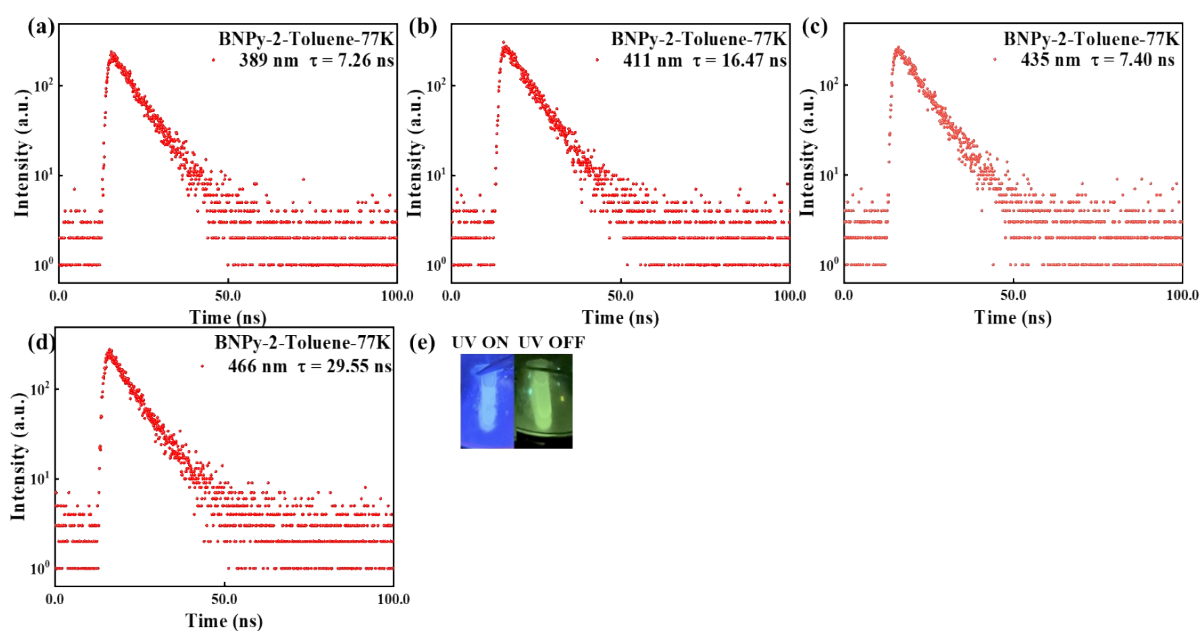 (a)
BNPy-2-Toluene-77K
389 nm τ = 7.26 ns
Intensity (a.u.)
10²
10¹
10⁰
0.0 50.0 100.0
Time (ns)
(b)
BNPy-2-Toluene-77K
411 nm τ = 16.47 ns
Intensity (a.u.)
10²
10¹
10⁰
0.0 50.0 100.0
Time (ns)
(c)
BNPy-2-Toluene-77K
435 nm τ = 7.40 ns
Intensity (a.u.)
10²
10¹
10⁰
0.0 50.0 100.0
Time (ns)
(d)
BNPy-2-Toluene-77K
466 nm τ = 29.55 ns
Intensity (a.u.)
10²
10¹
10⁰
0.0 50.0 100.0
Time (ns)
(e)
UV ON UV OFF